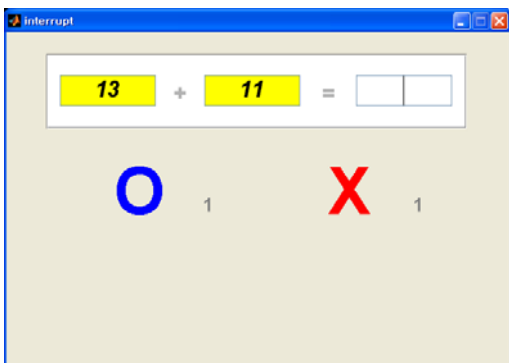 interrupt
13 + 11 =
O 1 X 1